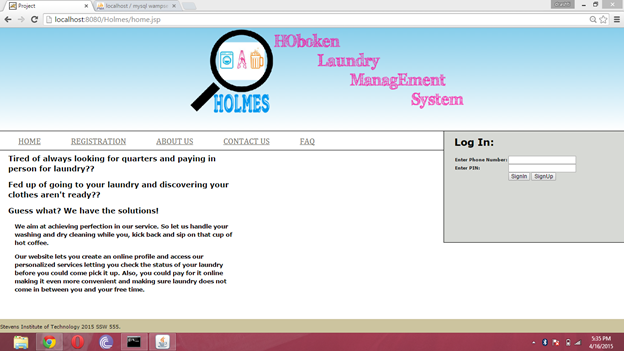 Project
localhost / mysql wampse
localhost:8080/Holmes/home.jsp
HOboken
Laundry
ManagEment
System
HOLMES
HOME REGISTRATION ABOUT US CONTACT US FAQ
Log In:
Enter Phone Number:
Enter PIN:
SignIn SignUp
Tired of always looking for quarters and paying in
person for laundry??
Fed up of going to your laundry and discovering your
clothes aren't ready??
Guess what? We have the solutions!
We aim at achieving perfection in our service. So let us handle your
washing and dry cleaning while you, kick back and sip on that cup of
hot coffee.
Our website lets you create an online profile and access our
personalized services letting you check the status of your laundry
before you could come pick it up. Also, you could pay for it online
making it even more convenient and making sure laundry does not
come in between you and your free time.
Stevens Institute of Technology 2015 SSW 555.
5:35 PM
4/16/2015